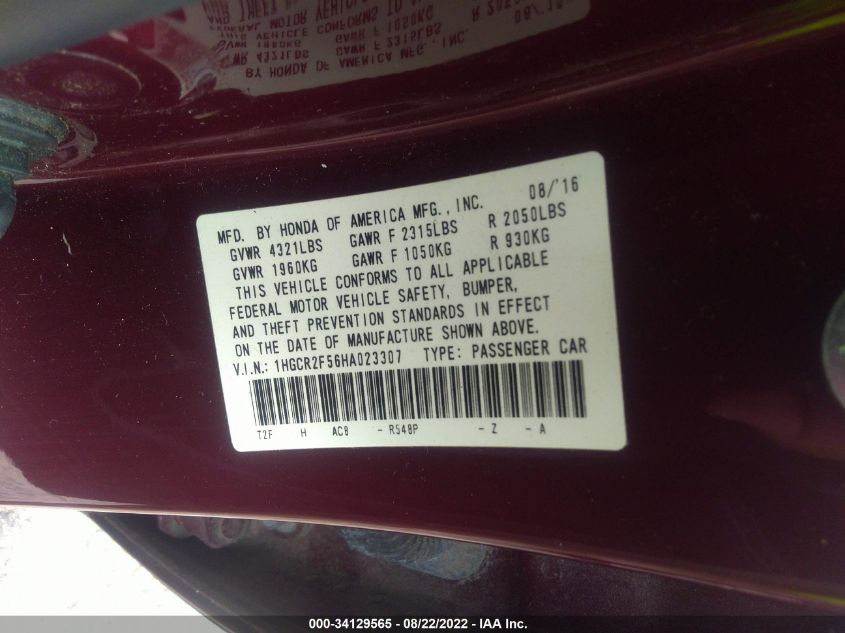 MFD. BY HONDA OF AMERICA MFG., INC. 08/'16
GVWR 4321LBS GAWR F 2315LBS R 2050LBS
GVWR 1960KG GAWR F 1050KG R 930KG
THIS VEHICLE CONFORMS TO ALL APPLICABLE
FEDERAL MOTOR VEHICLE SAFETY, BUMPER,
AND THEFT PREVENTION STANDARDS IN EFFECT
ON THE DATE OF MANUFACTURE SHOWN ABOVE.
V.I.N.: 1HGCR2F56HA023307 TYPE: PASSENGER CAR
T2F H AC8 - R548P - Z - A
000-34129565 - 08/22/2022 - IAA Inc.